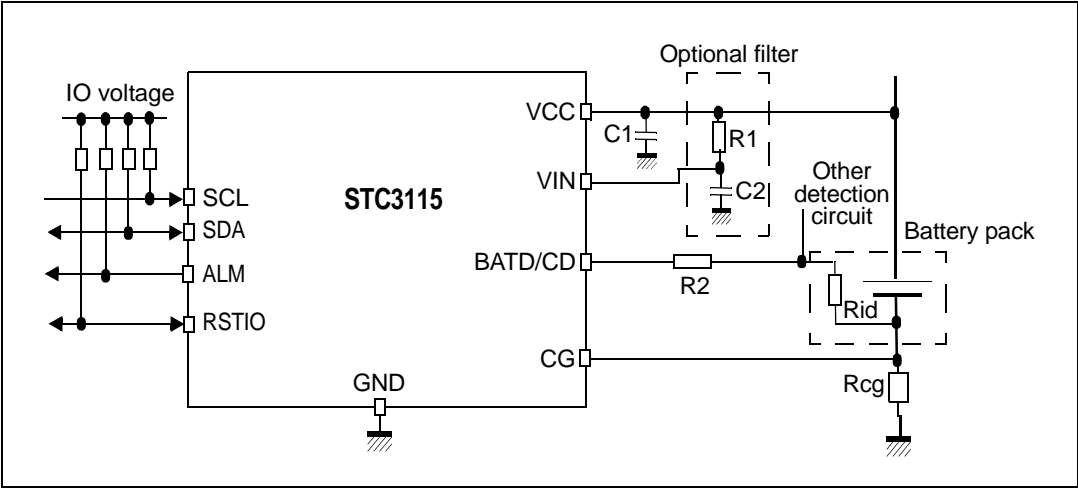 Optional filter
IO voltage
VCC
C1
R1
VIN
C2
Other
detection
circuit
SCL
STC3115
SDA
Battery pack
BATD/CD
ALM
R2
Rid
RSTIO
CG
GND
Rcg